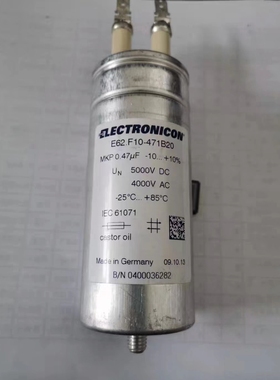 ELECTRONICON
E62.F10-471B20
MKP 0.47µF -10... +10%
UN 5000V DC
4000V AC
-25°C... +85°C
IEC 61071
castor oil
Made in Germany 09.10.10
B/N 0400036282